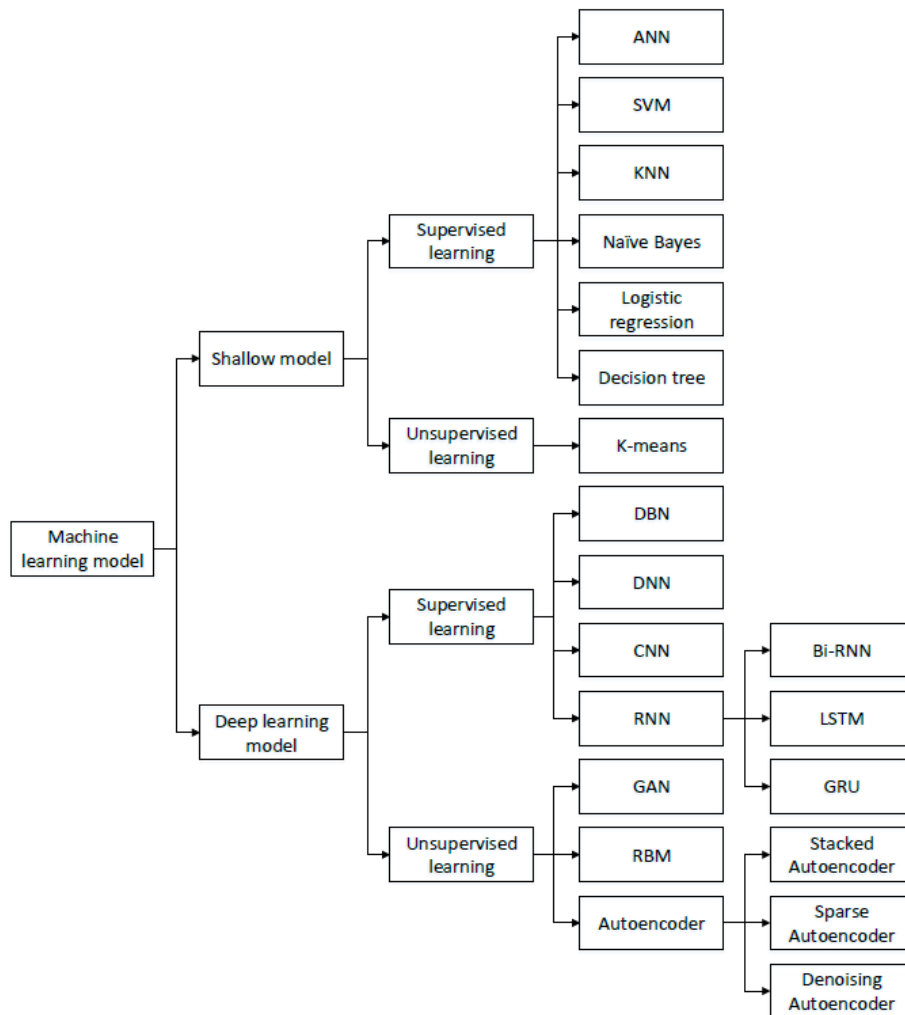 ANN
SVM
KNN
Supervised
learning
Naïve Bayes
Logistic
regression
Shallow model
Decision tree
Unsupervised
learning
K-means
Machine
learning model
DBN
DNN
Supervised
learning
CNN
Bi-RNN
Deep learning
model
RNN
LSTM
GAN
GRU
Unsupervised
learning
RBM
Stacked
Autoencoder
Autoencoder
Sparse
Autoencoder
Denoising
Autoencoder